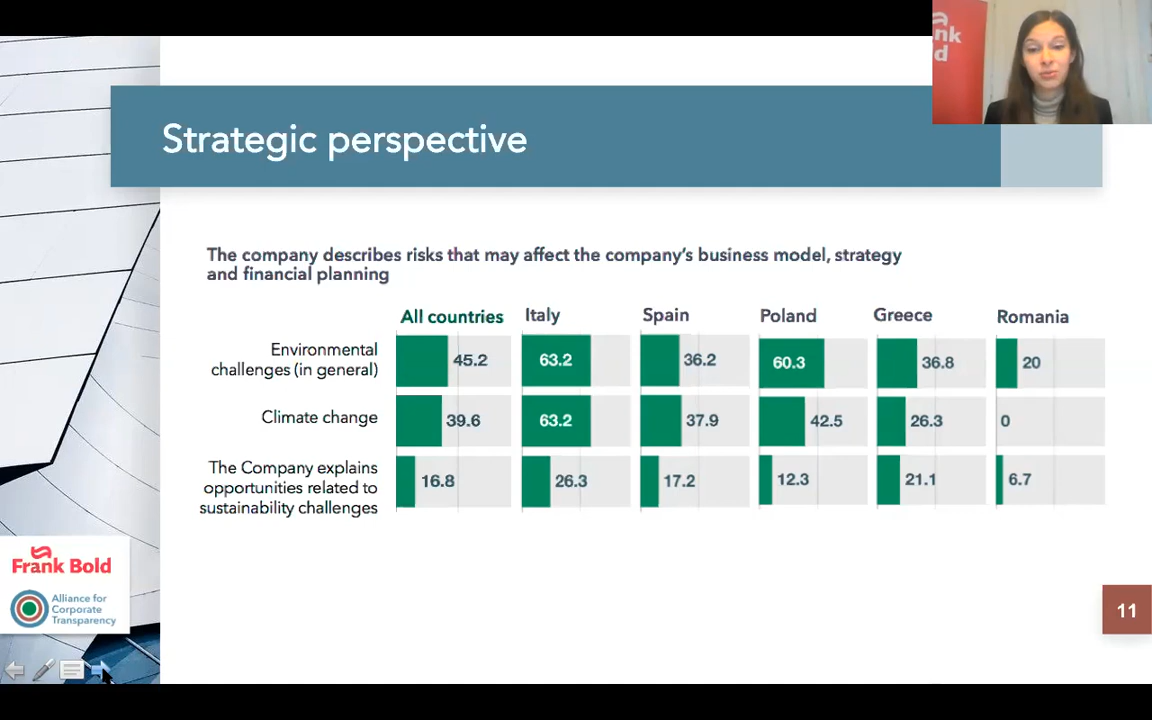 nk
d
Strategic perspective
The company describes risks that may affect the company's business model, strategy
and financial planning
All countries Italy Spain Poland Greece Romania
Environmental
challenges (in general)
45.2 63.2 36.2 60.3 36.8 20
Climate change
39.6 63.2 37.9 42.5 26.3 0
The Company explains
opportunities related to
sustainability challenges
16.8 26.3 17.2 12.3 21.1 6.7
Frank Bold
Alliance for
Corporate
Transparency
11